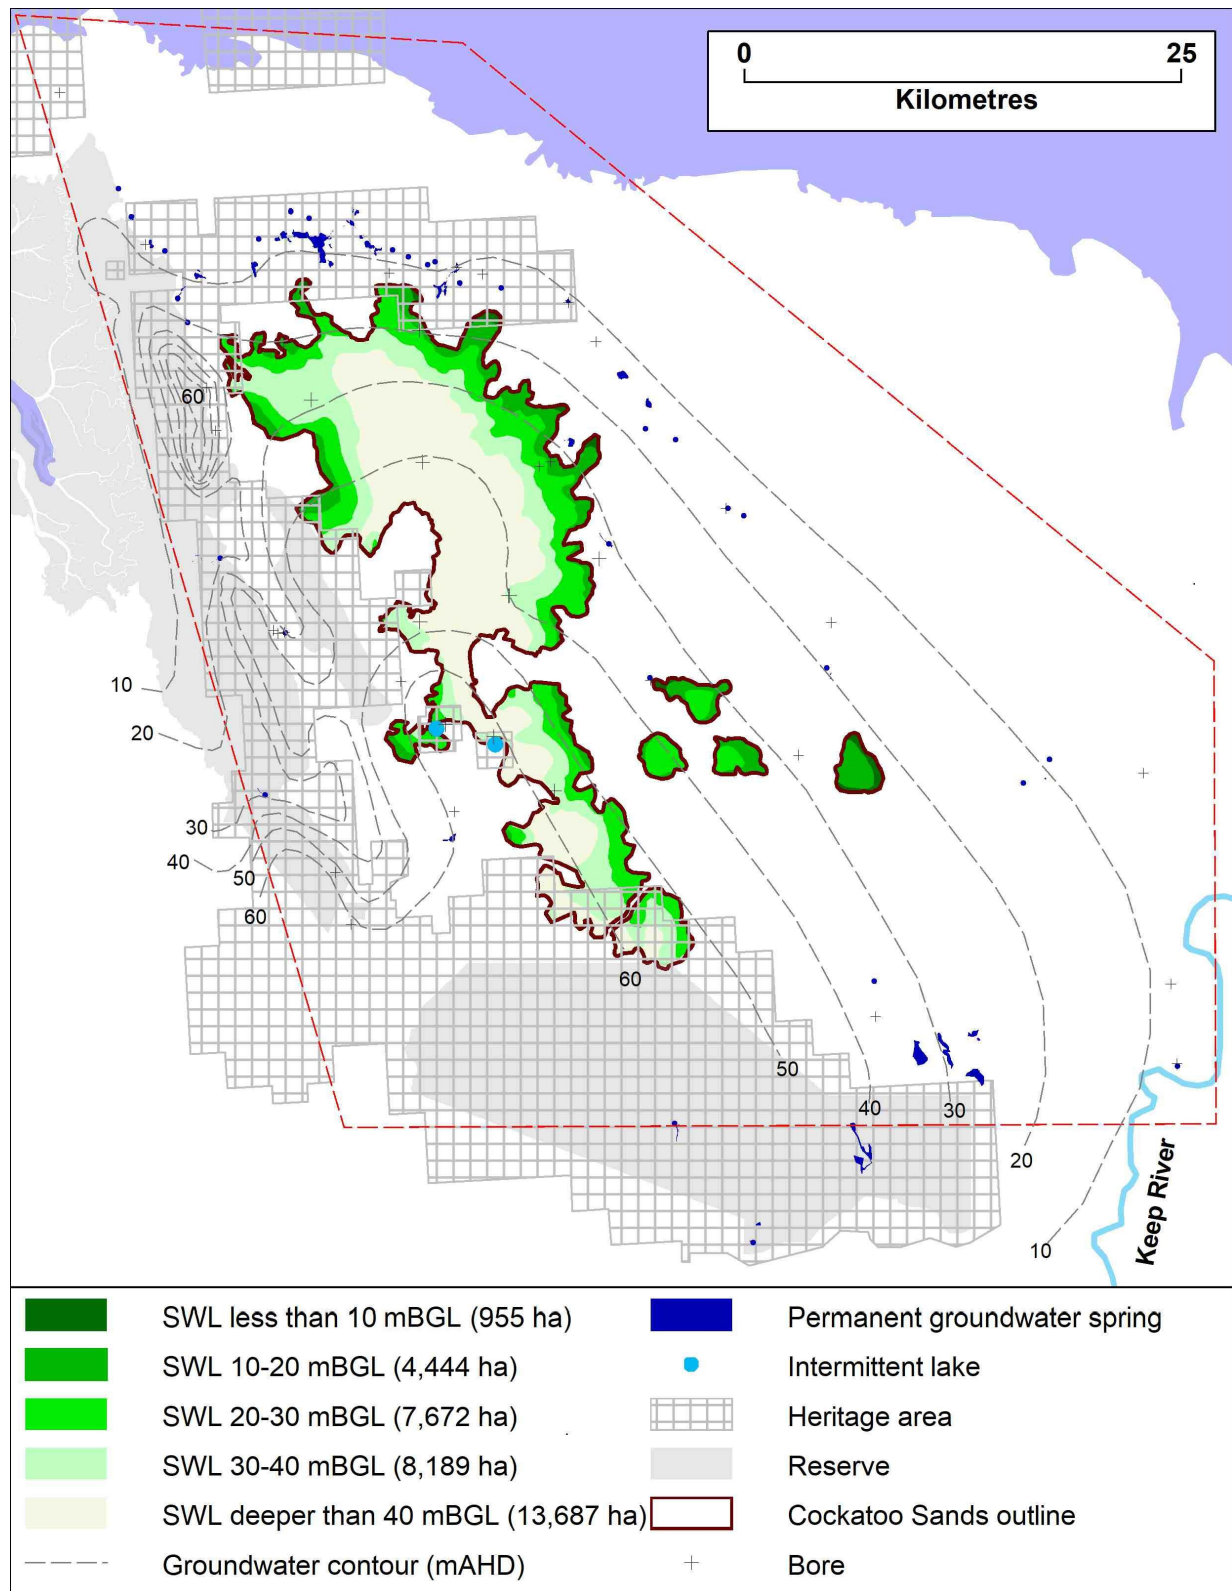 0 25
Kilometres
60
10
20
30
40
50
60
60
50
40
30
20
10
Keep River
SWL less than 10 mBGL (955 ha)
SWL 10-20 mBGL (4,444 ha)
SWL 20-30 mBGL (7,672 ha)
SWL 30-40 mBGL (8,189 ha)
SWL deeper than 40 mBGL (13,687 ha)
Groundwater contour (mAHD)
Permanent groundwater spring
Intermittent lake
Heritage area
Reserve
Cockatoo Sands outline
Bore